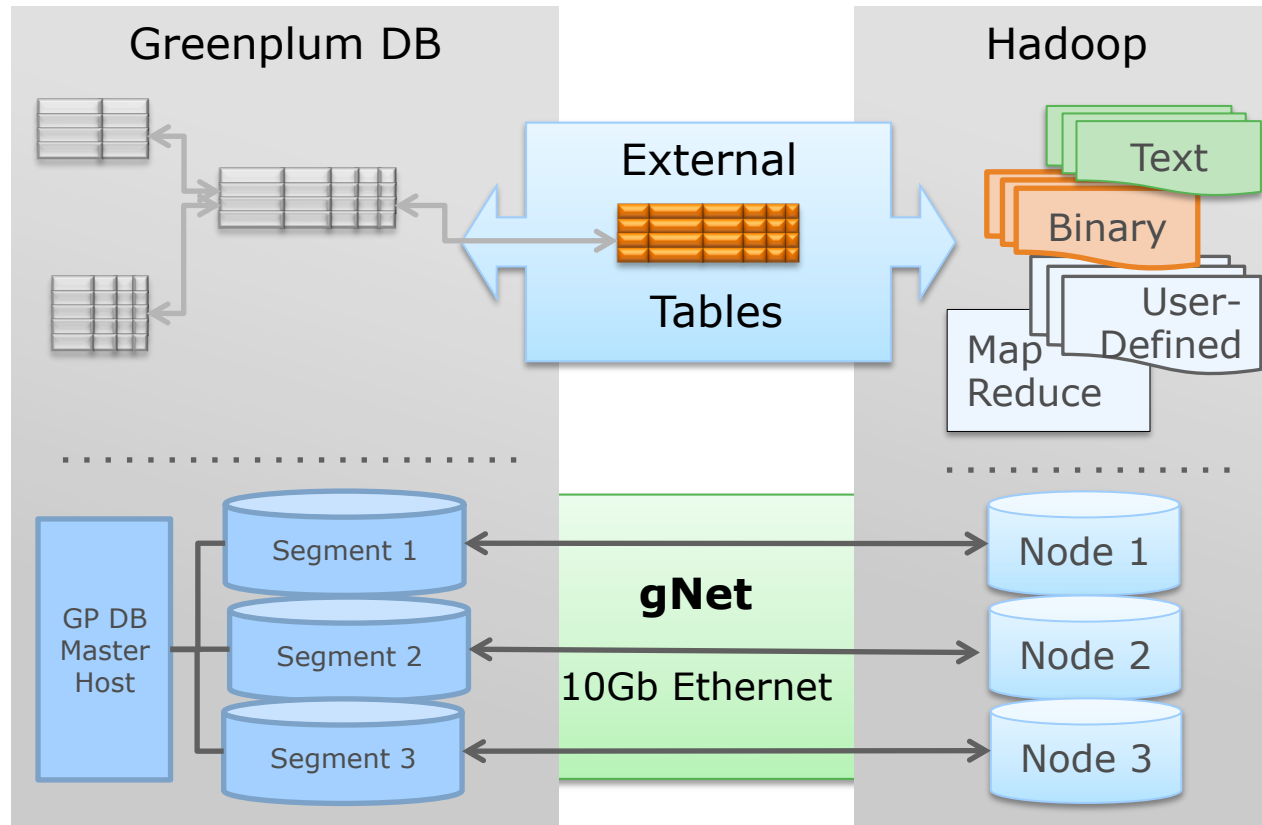 Greenplum DB
Hadoop
External
Tables
Text
Binary
User-
Defined
Map
Reduce
GP DB
Master
Host
Segment 1
Segment 2
Segment 3
gNet
10Gb Ethernet
Node 1
Node 2
Node 3